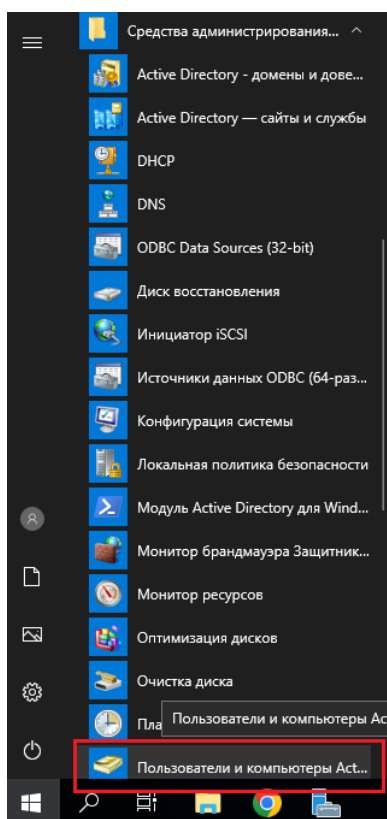 Средства администрирования...
Active Directory - домены и дове...
Active Directory — сайты и службы
DHCP
DNS
ODBC Data Sources (32-bit)
Диск восстановления
Инициатор iSCSI
Источники данных ODBC (64-раз...
Конфигурация системы
Локальная политика безопасности
Модуль Active Directory для Wind...
Монитор брандмауэра Защитник...
Монитор ресурсов
Оптимизация дисков
Очистка диска
Пла
Пользователи и компьютеры Ac
Пользователи и компьютеры Act...